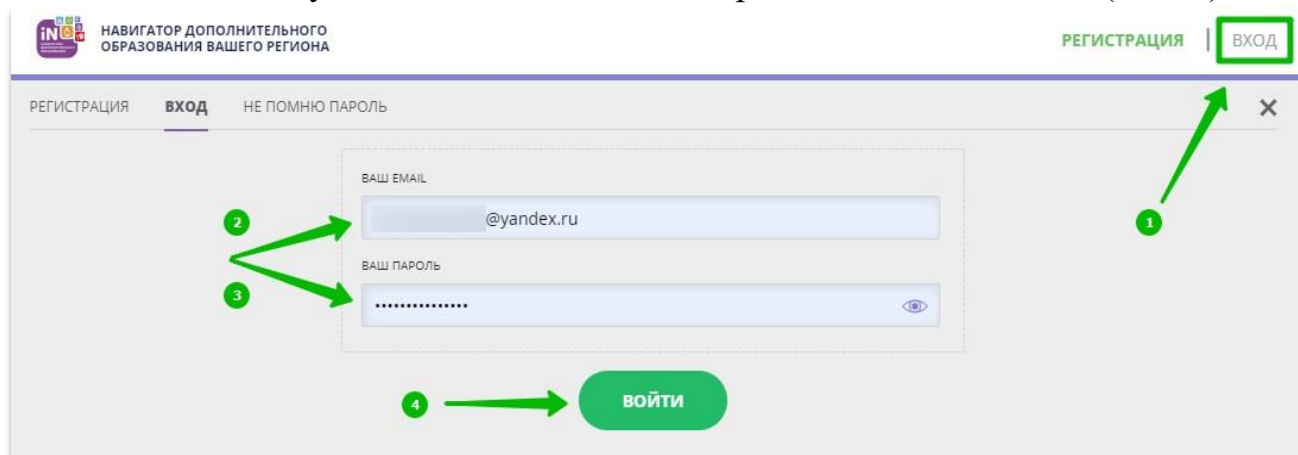 iN
НАВИГАТОР ДОПОЛНИТЕЛЬНОГО
ОБРАЗОВАНИЯ ВАШЕГО РЕГИОНА
РЕГИСТРАЦИЯ | ВХОД
РЕГИСТРАЦИЯ ВХОД НЕ ПОМНЮ ПАРОЛЬ
ВАШ EMAIL
@yandex.ru
2
1
ВАШ ПАРОЛЬ
3
•••••••••••••••
4
ВОЙТИ